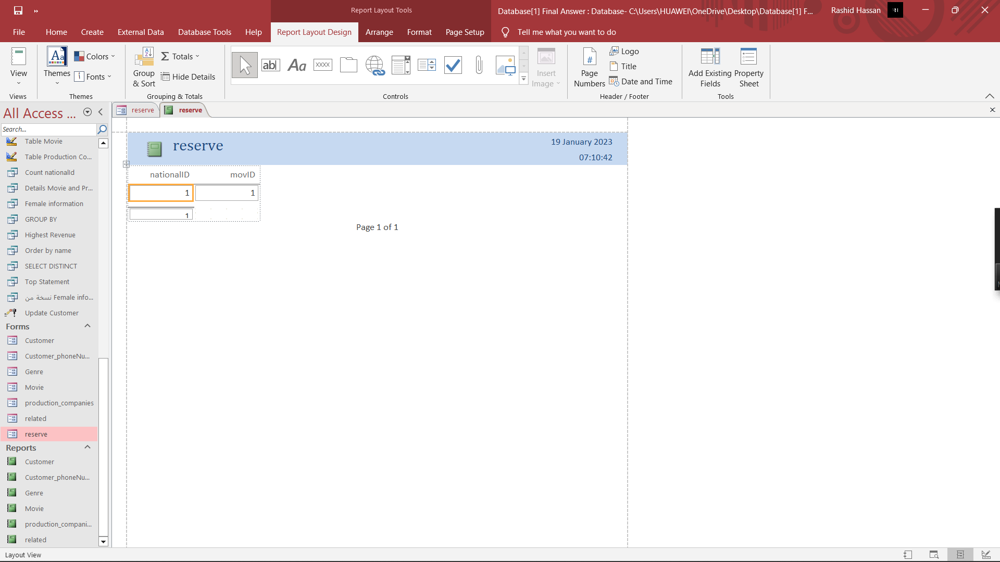 Report Layout Tools
Database[1] Final Answer : Database- C:\Users\HUAWEI\OneDrive\Desktop\Database[1] F...
Rashid Hassan
File
Home
Create
External Data
Database Tools
Help
Report Layout Design
Arrange
Format
Page Setup
Tell me what you want to do
View
Views
Themes
Colors
Fonts
Themes
Group & Sort
Totals
Hide Details
Grouping & Totals
Controls
Insert Image
Page Numbers
Logo
Title
Date and Time
Header / Footer
Add Existing Fields
Property Sheet
Tools
All Access ...
Search...
Table Movie
Table Production Co...
Count nationalId
Details Movie and Pr...
Female information
GROUP BY
Highest Revenue
Order by name
SELECT DISTINCT
Top Statement
نسخة من Female info...
Update Customer
Forms
Customer
Customer_phoneNu...
Genre
Movie
production_companies
related
reserve
Reports
Customer
Customer_phoneNu...
Genre
Movie
production_compani...
related
reserve
reserve
reserve
19 January 2023
07:10:42
nationalID movID
1 1
1
Page 1 of 1
Layout View